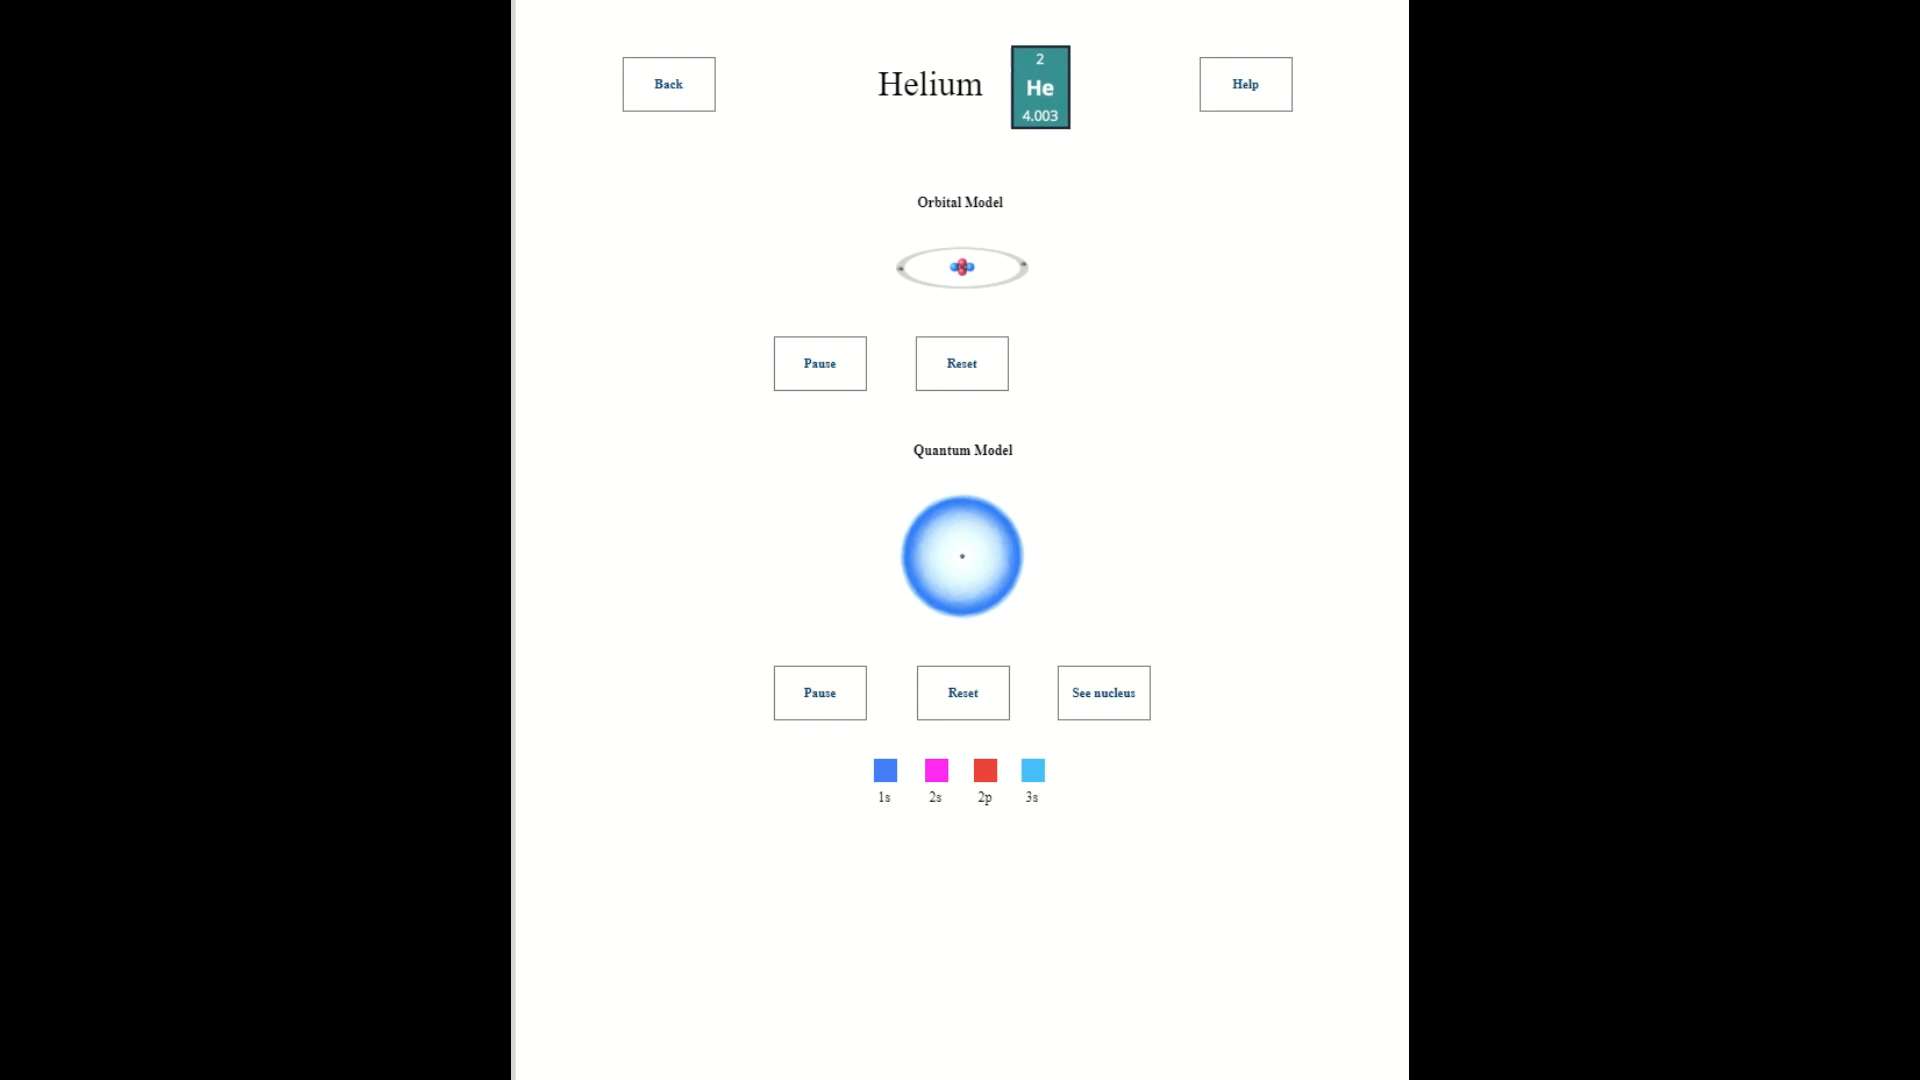 Back
Helium
2
He
4.003
Help
Orbital Model
Pause
Reset
Quantum Model
Pause
Reset
See nucleus
1s
2s
2p
3s